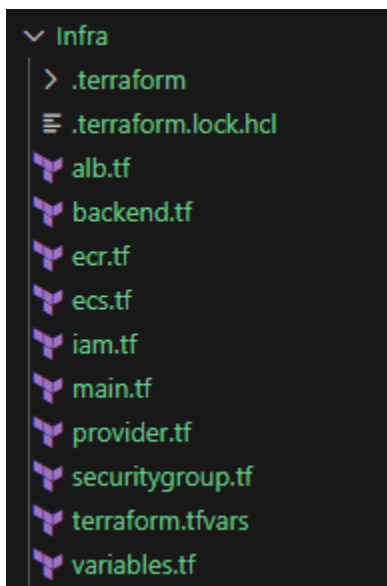 Infra
.terraform
.terraform.lock.hcl
alb.tf
backend.tf
ecr.tf
ecs.tf
iam.tf
main.tf
provider.tf
securitygroup.tf
terraform.tfvars
variables.tf